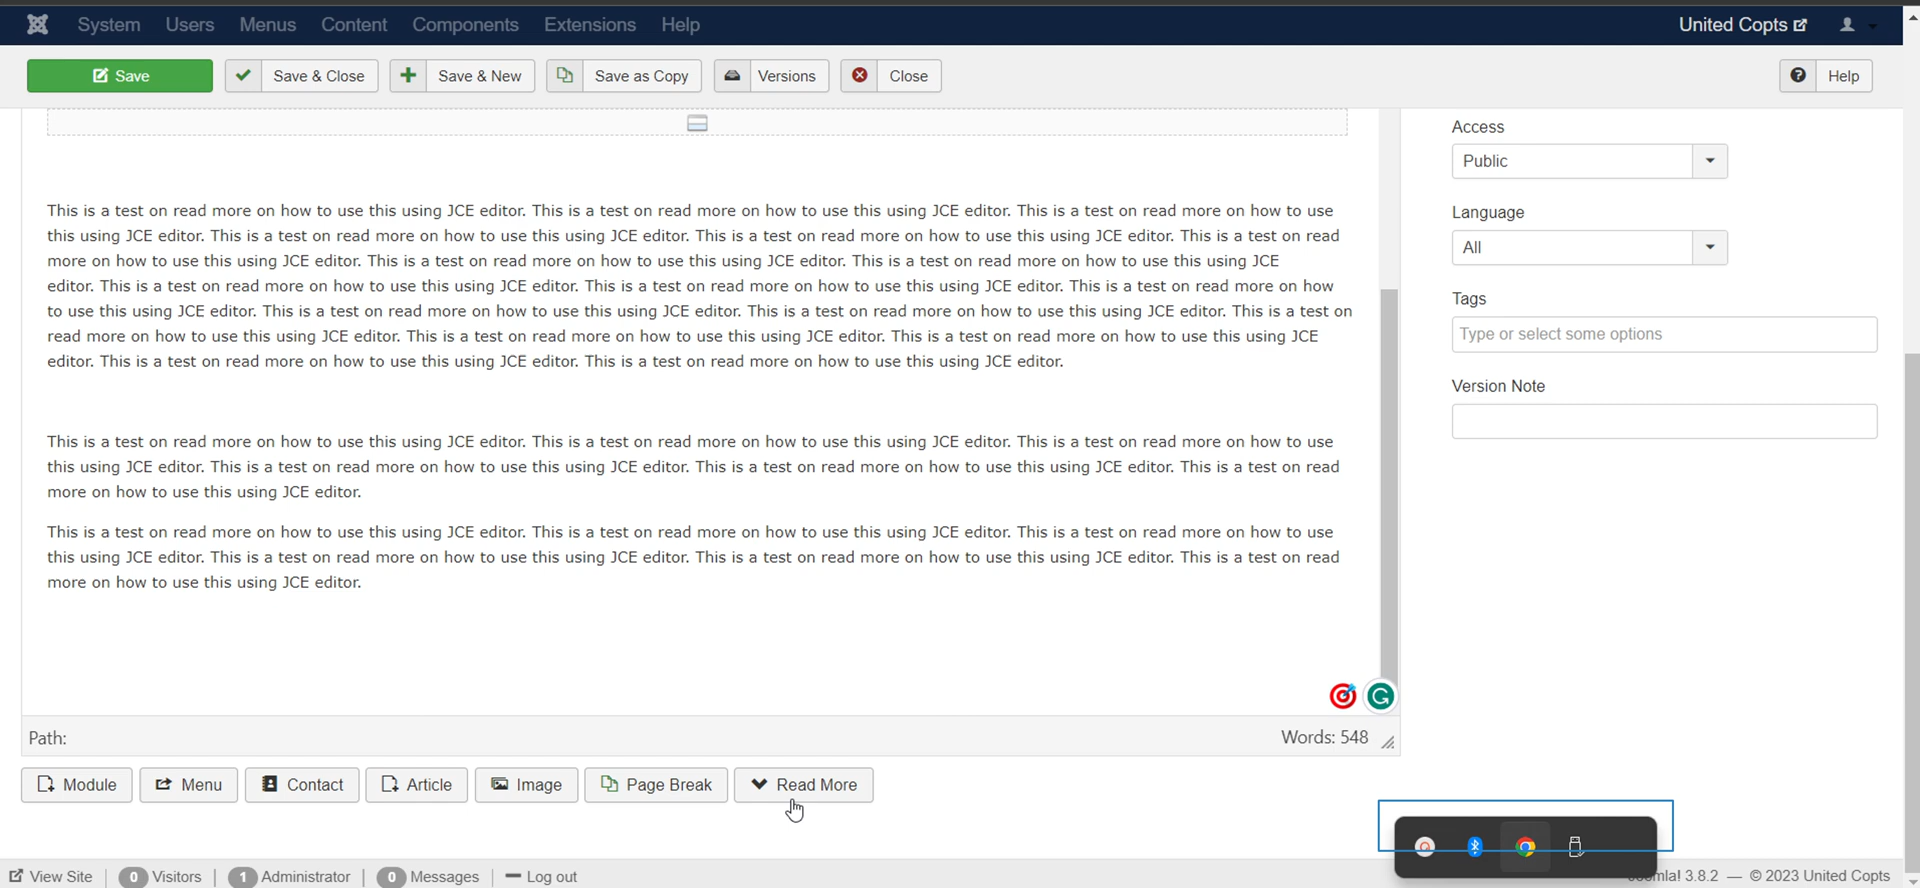 System Users Menus Content Components Extensions Help United Copts
Save Save & Close Save & New Save as Copy Versions Close Help
Access
Public
This is a test on read more on how to use this using JCE editor. This is a test on read more on how to use this using JCE editor. This is a test on read more on how to use
this using JCE editor. This is a test on read more on how to use this using JCE editor. This is a test on read more on how to use this using JCE editor. This is a test on read
more on how to use this using JCE editor. This is a test on read more on how to use this using JCE editor. This is a test on read more on how to use this using JCE
editor. This is a test on read more on how to use this using JCE editor. This is a test on read more on how to use this using JCE editor. This is a test on read more on how
to use this using JCE editor. This is a test on read more on how to use this using JCE editor. This is a test on read more on how to use this using JCE editor. This is a test on
read more on how to use this using JCE editor. This is a test on read more on how to use this using JCE editor. This is a test on read more on how to use this using JCE
editor. This is a test on read more on how to use this using JCE editor. This is a test on read more on how to use this using JCE editor.
Language
All
Tags
Type or select some options
Version Note
This is a test on read more on how to use this using JCE editor. This is a test on read more on how to use this using JCE editor. This is a test on read more on how to use
this using JCE editor. This is a test on read more on how to use this using JCE editor. This is a test on read more on how to use this using JCE editor. This is a test on read
more on how to use this using JCE editor.
This is a test on read more on how to use this using JCE editor. This is a test on read more on how to use this using JCE editor. This is a test on read more on how to use
this using JCE editor. This is a test on read more on how to use this using JCE editor. This is a test on read more on how to use this using JCE editor. This is a test on read
more on how to use this using JCE editor.
Path: Words: 548
Module Menu Contact Article Image Page Break Read More
View Site 0 Visitors 1 Administrator 0 Messages Log out 3.8.2 — © 2023 United Copts